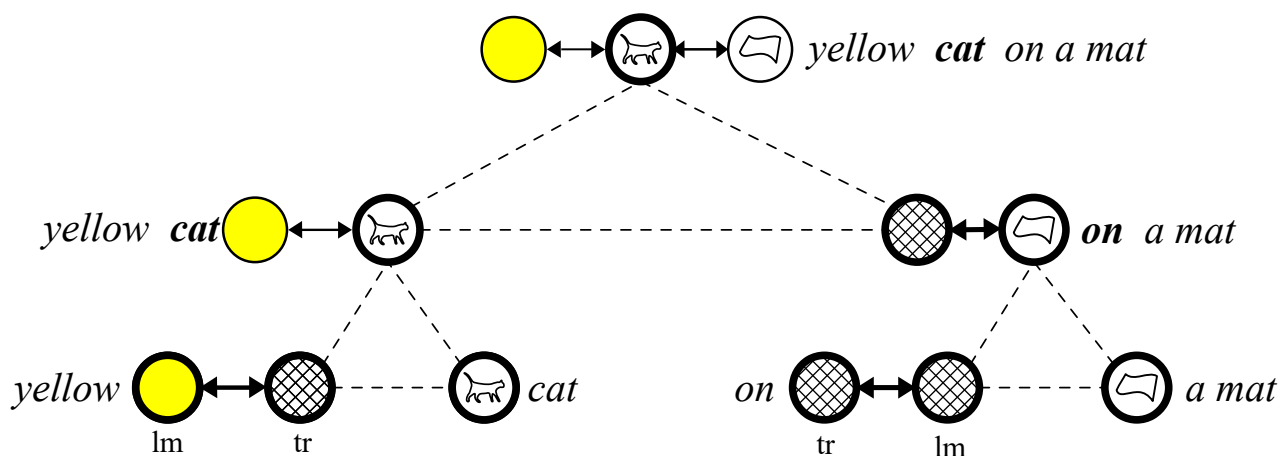 yellow cat on a mat
yellow cat
on a mat
yellow
cat
on
a mat
lm
tr
tr
lm